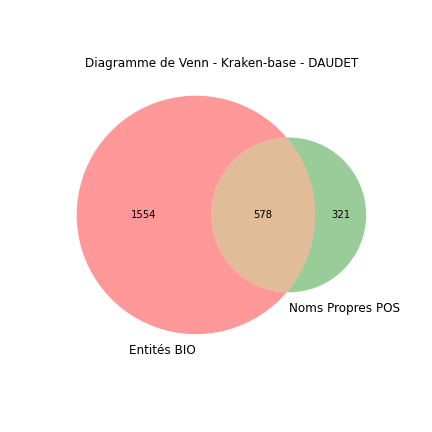 Diagramme de Venn - Kraken-base - DAUDET
1554
578
321
Noms Propres POS
Entités BIO